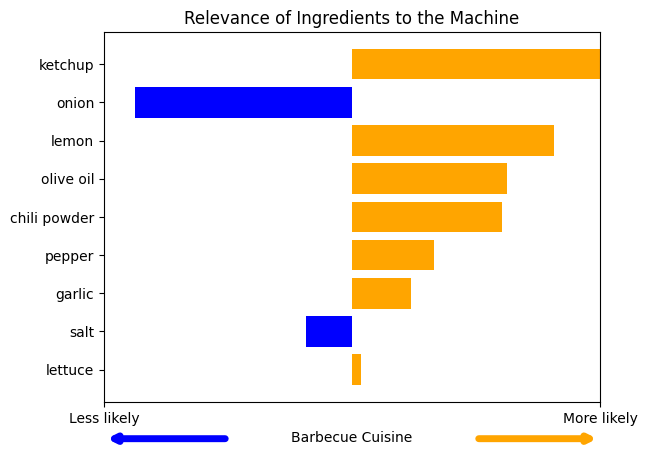 Relevance of Ingredients to the Machine
ketchup
onion
lemon
olive oil
chili powder
pepper
garlic
salt
lettuce
Less likely More likely
Barbecue Cuisine